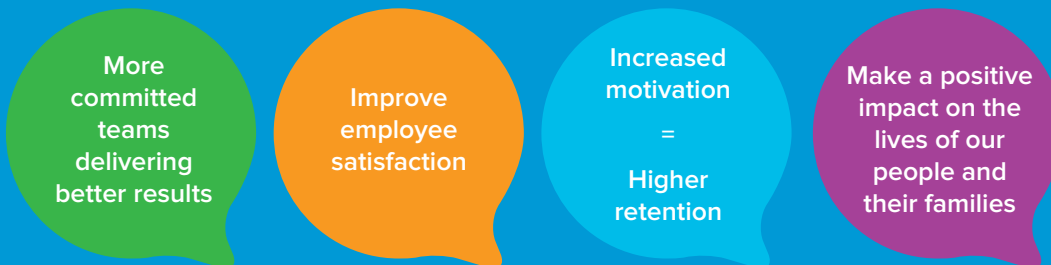 More
committed
teams
delivering
better results
Improve
employee
satisfaction
Increased
motivation
=
Higher
retention
Make a positive
impact on the
lives of our
people and
their families